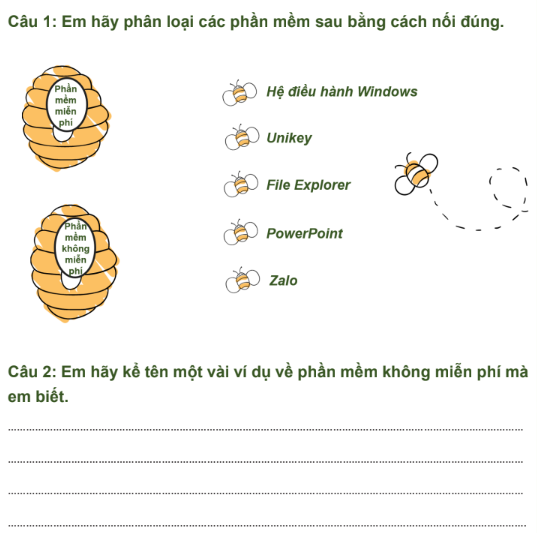 Câu 1: Em hãy phân loại các phần mềm sau bằng cách nối đúng.
Phần
mềm
miễn
phí
Hệ điều hành Windows
Unikey
File Explorer
Phần
mềm
không
miễn
phí
PowerPoint
Zalo
Câu 2: Em hãy kể tên một vài ví dụ về phần mềm không miễn phí mà
em biết.